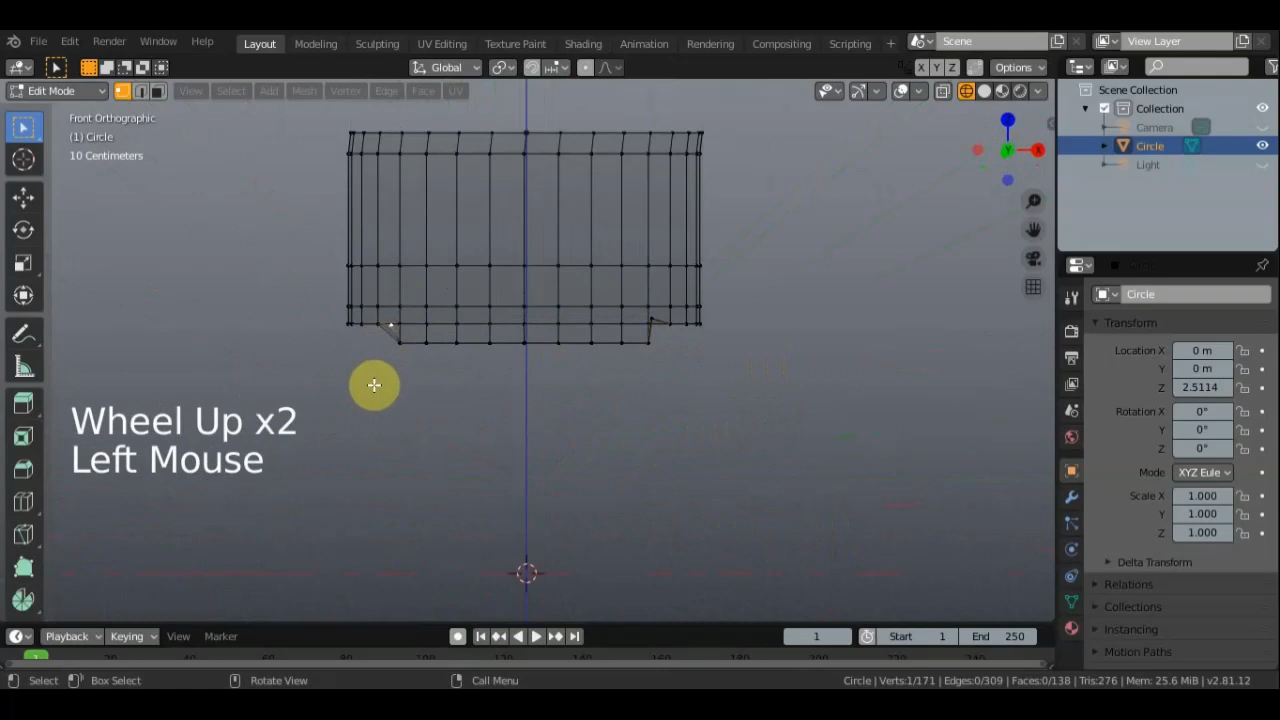 File Edit Render Window Help Layout Modeling Sculpting UV Editing Texture Paint Shading Animation Rendering Compositing Scripting + Scene View Layer
Global X Y Z Options
Edit Mode View Select Add Mesh Vertex Edge Face UV
Scene Collection
Collection
Camera
Circle
Light
Front Orthographic
(1) Circle
10 Centimeters
Z
Y
X
Circle
Transform
Location X 0 m
Y 0 m
Z 2.5114
Rotation X 0°
Y 0°
Z 0°
Mode XYZ Eule
Scale X 1.000
Y 1.000
Z 1.000
Delta Transform
Relations
Collections
Instancing
Motion Paths
Wheel Up x2
Left Mouse
Playback Keying View Marker 1 Start 1 End 250
Select Box Select Rotate View Call Menu Circle | Verts:1/171 | Edges:0/309 | Faces:0/138 | Tris:276 | Mem: 25.6 MiB | v2.81.12